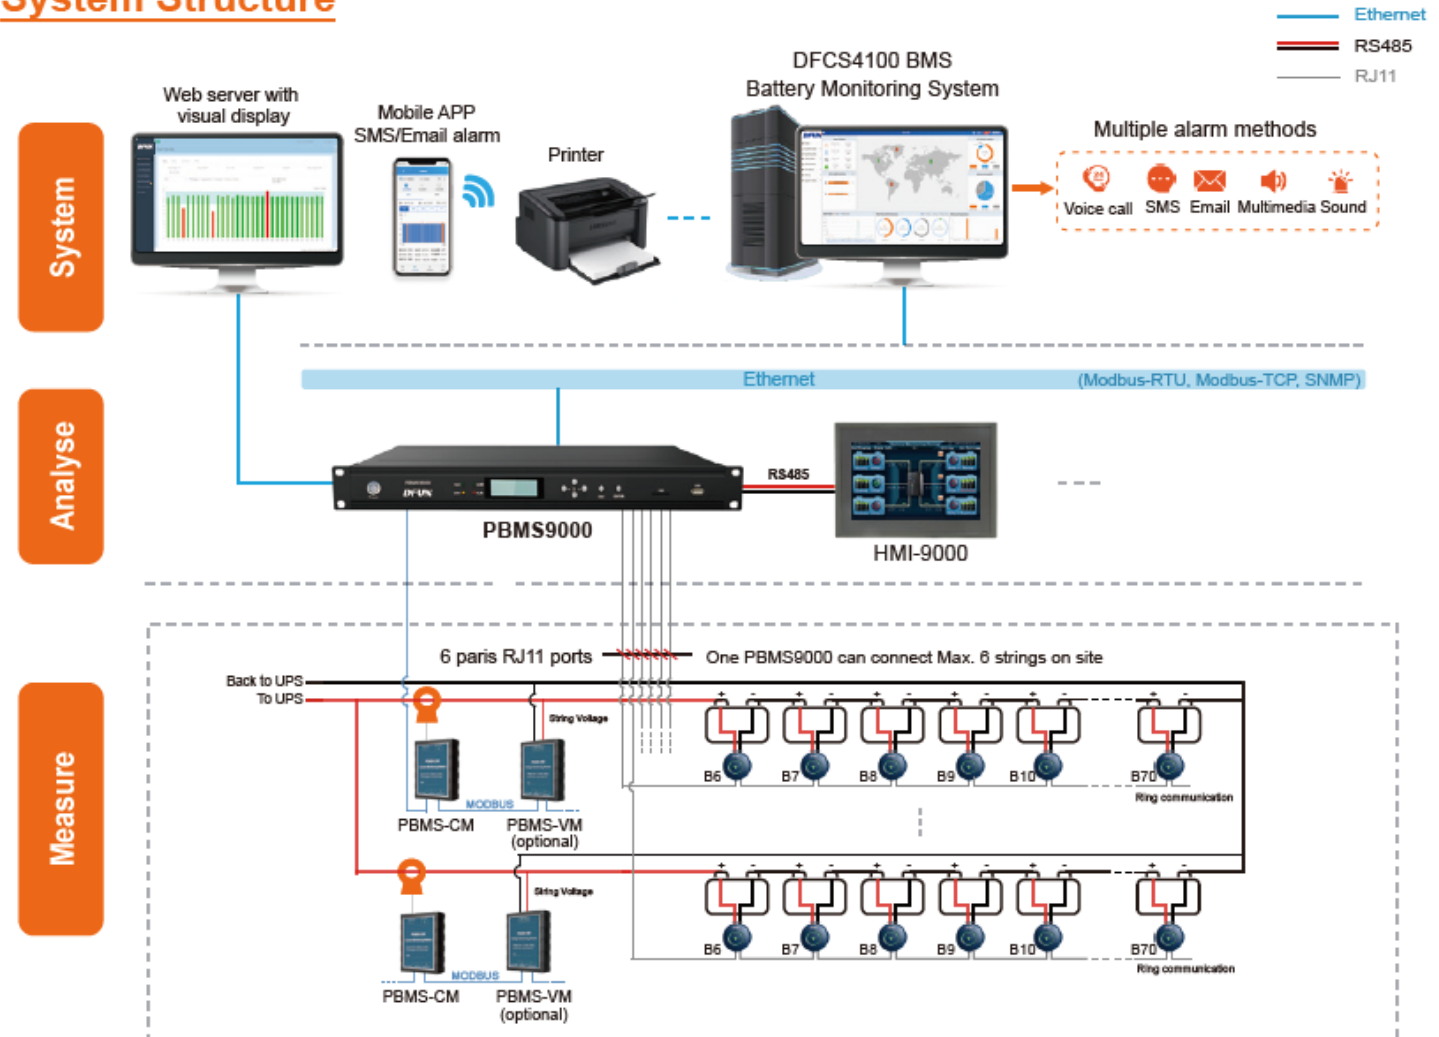 System Structure
Ethernet
RS485
RJ11
Web server with
visual display
Mobile APP
SMS/Email alarm
Printer
DFCS4100 BMS
Battery Monitoring System
Multiple alarm methods
Voice call
SMS
Email
Multimedia
Sound
System
Ethernet
(Modbus-RTU, Modbus-TCP, SNMP)
Analyse
DFUN
RS485
PBMS9000
HMI-9000
6 paris RJ11 ports
One PBMS9000 can connect Max. 6 strings on site
Back to UPS
To UPS
String Voltage
+ - + - + - + - + - + -
B6 B7 B8 B9 B10 B70
MODBUS
Ring communication
PBMS-CM
PBMS-VM
(optional)
Measure
String Voltage
+ - + - + - + - + - + -
B6 B7 B8 B9 B10 B70
MODBUS
Ring communication
PBMS-CM
PBMS-VM
(optional)